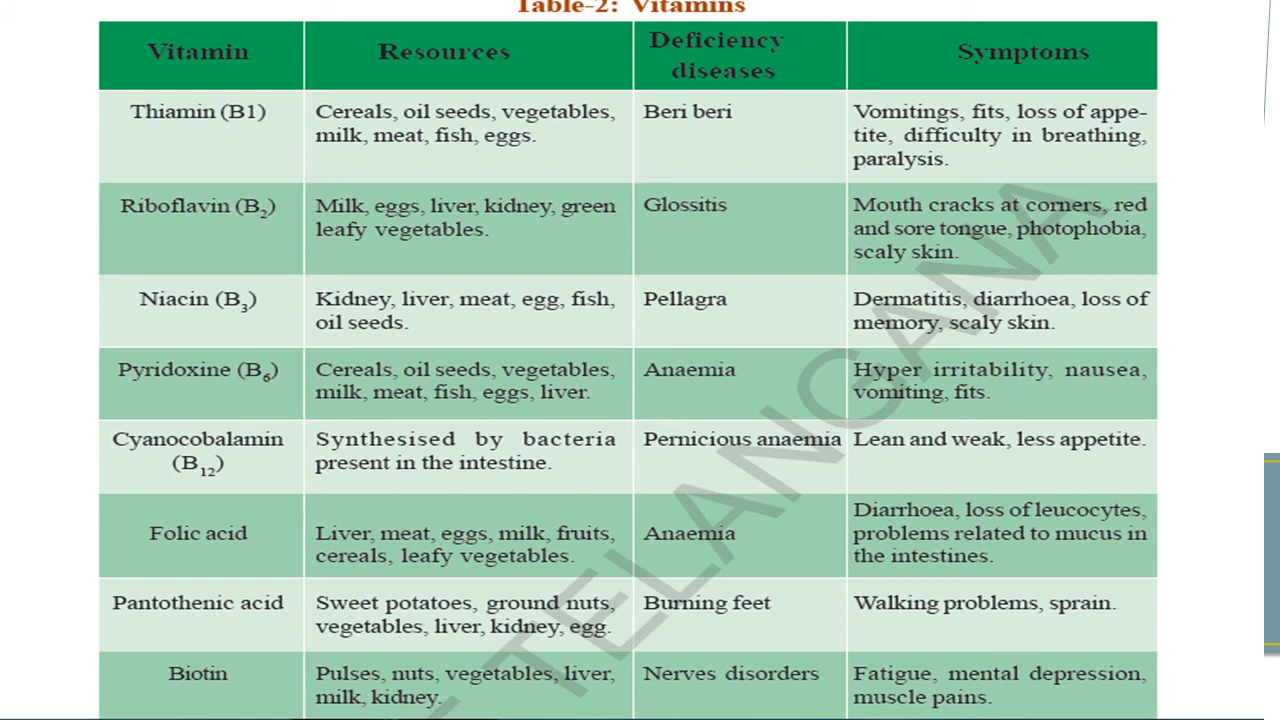 Table-2: Vitamins
Vitamin Resources Deficiency diseases Symptoms
Thiamin (B1) Cereals, oil seeds, vegetables, Beri beri Vomitings, fits, loss of appe-
milk, meat, fish, eggs. tite, difficulty in breathing,
paralysis.
Riboflavin (B2) Milk, eggs, liver, kidney, green Glossitis Mouth cracks at corners, red
leafy vegetables. and sore tongue, photophobia,
scaly skin.
Niacin (B3) Kidney, liver, meat, egg, fish, Pellagra Dermatitis, diarrhoea, loss of
oil seeds. memory, scaly skin.
Pyridoxine (B6) Cereals, oil seeds, vegetables, Anaemia Hyper irritability, nausea,
milk, meat, fish, eggs, liver. vomiting, fits.
Cyanocobalamin Synthesised by bacteria Pernicious anaemia Lean and weak, less appetite.
(B12) present in the intestine.
Diarrhoea, loss of leucocytes,
Folic acid Liver, meat, eggs, milk, fruits, Anaemia problems related to mucus in
cereals, leafy vegetables. the intestines.
Pantothenic acid Sweet potatoes, ground nuts, Burning feet Walking problems, sprain.
vegetables, liver, kidney, egg.
Biotin Pulses, nuts, vegetables, liver, Nerves disorders Fatigue, mental depression,
milk, kidney. muscle pains.
TELANGANA